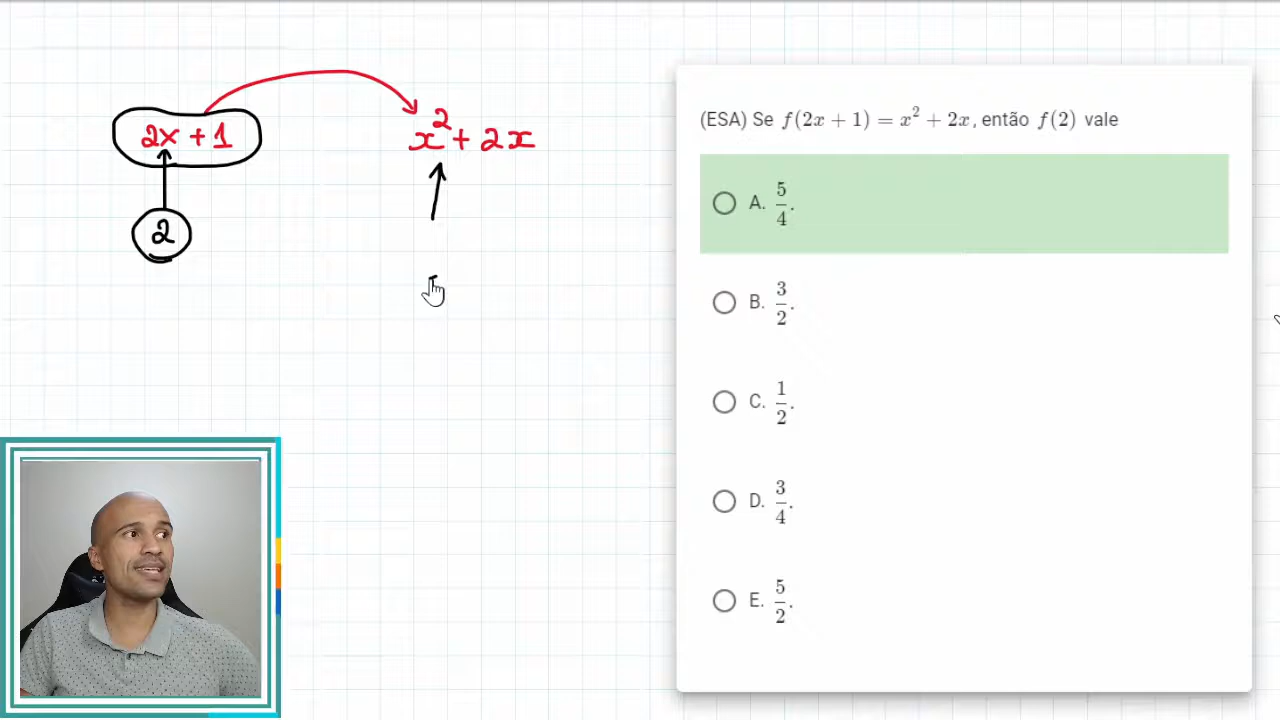 2x + 1
x² + 2x
2
(ESA) Se f(2x + 1) = x² + 2x, então f(2) vale
A. 5/4.
B. 3/2.
C. 1/2.
D. 3/4.
E. 5/2.